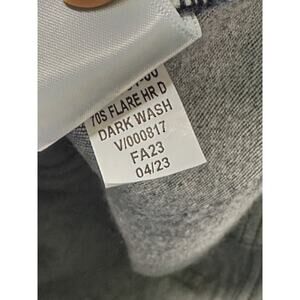 70S FLARE HR D
DARK WASH
V/000817
FA23
04/23